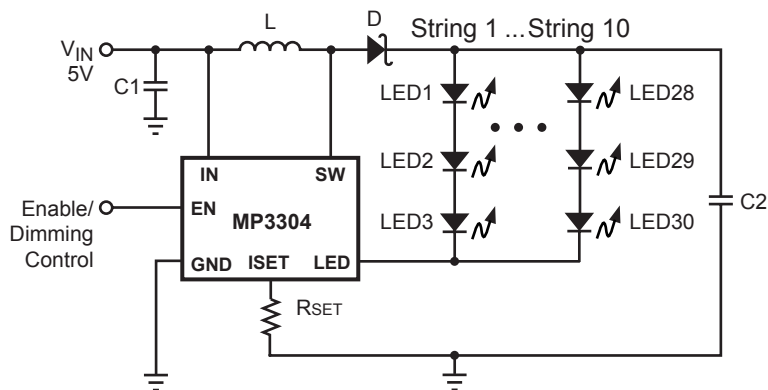 L
D
String 1 ...String 10
VIN
5V
C1
LED1
LED28
IN
SW
LED2
LED29
C2
Enable/
Dimming
Control
EN
MP3304
LED3
LED30
GND
ISET
LED
RSET